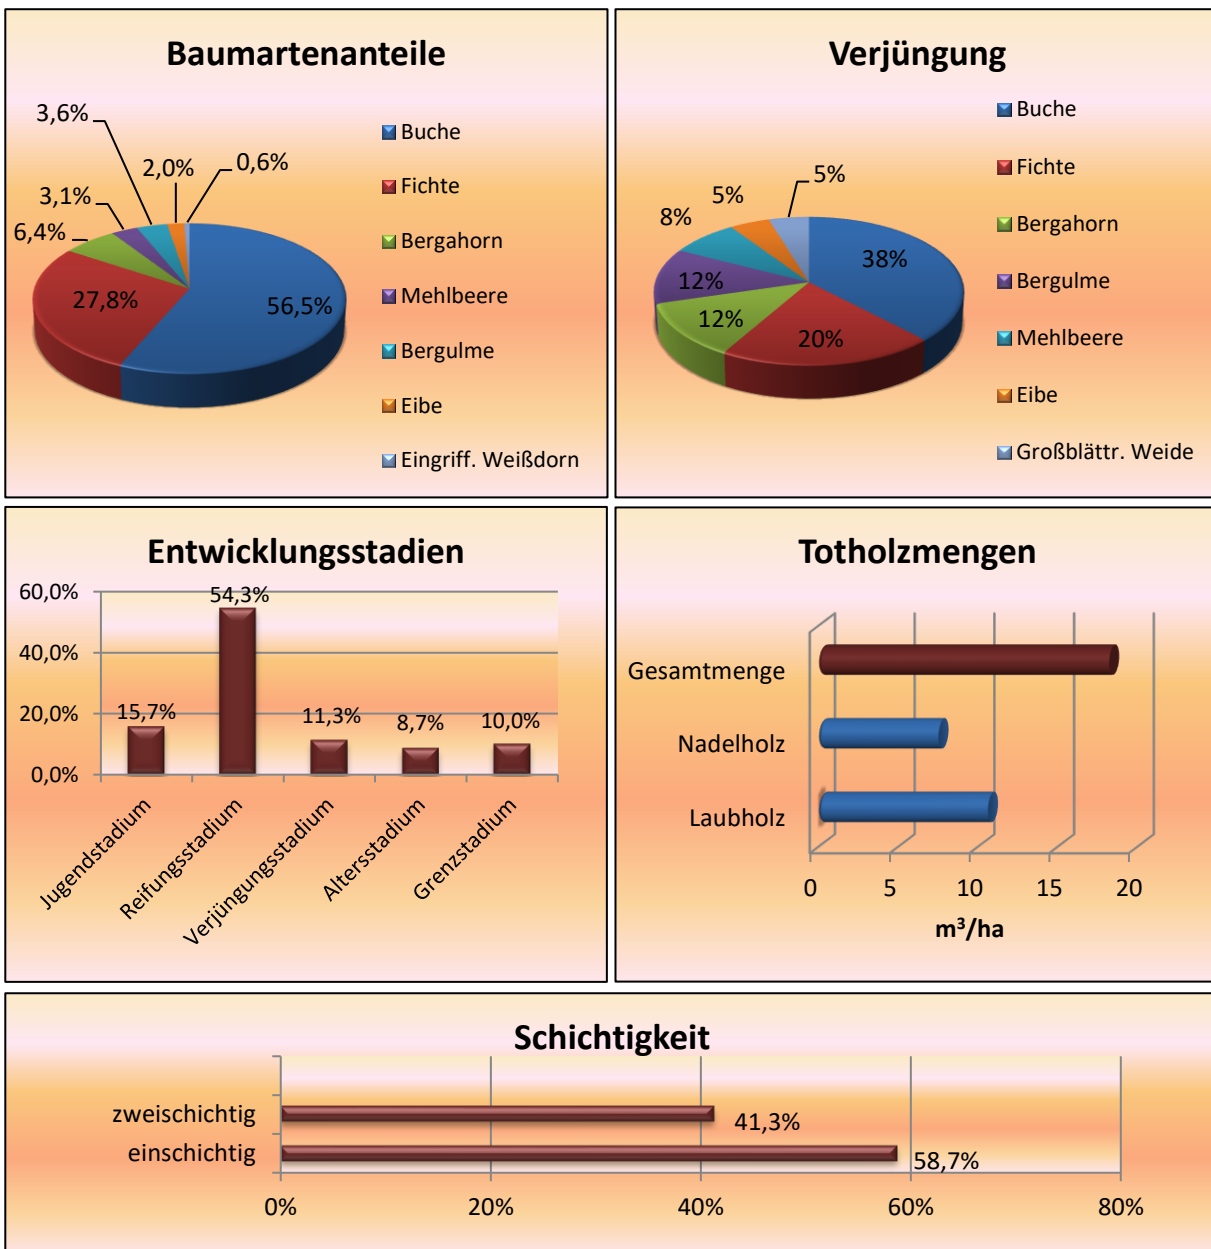 Baumartenanteile
3,6%
2,0%
0,6%
3,1%
6,4%
27,8%
56,5%
Buche
Fichte
Bergahorn
Mehlbeere
Bergulme
Eibe
Eingriff. Weißdorn
Verjüngung
5%
5%
8%
38%
12%
12%
20%
Buche
Fichte
Bergahorn
Bergulme
Mehlbeere
Eibe
Großblättr. Weide
Entwicklungsstadien
60,0%
40,0%
20,0%
0,0%
15,7%
54,3%
11,3%
8,7%
10,0%
Jugendstadium
Reifungsstadium
Verjüngungsstadium
Altersstadium
Grenzstadium
Totholzmengen
Gesamtmenge
Nadelholz
Laubholz
0 5 10 15 20
m³/ha
Schichtigkeit
zweischichtig 41,3%
einschichtig 58,7%
0% 20% 40% 60% 80%